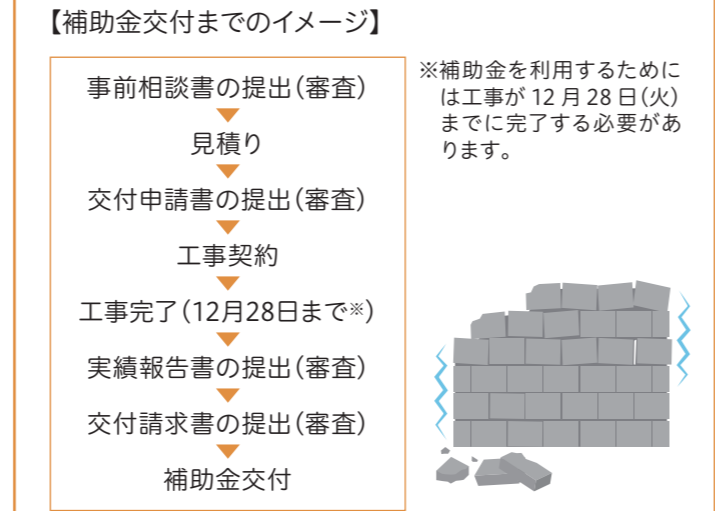 【補助金交付までのイメージ】
事前相談書の提出(審査)
見積り
交付申請書の提出(審査)
工事契約
工事完了(12月28日まで※)
実績報告書の提出(審査)
交付請求書の提出(審査)
補助金交付
※補助金を利用するために
は工事が 12 月 28 日(火)
までに完了する必要があ
ります。